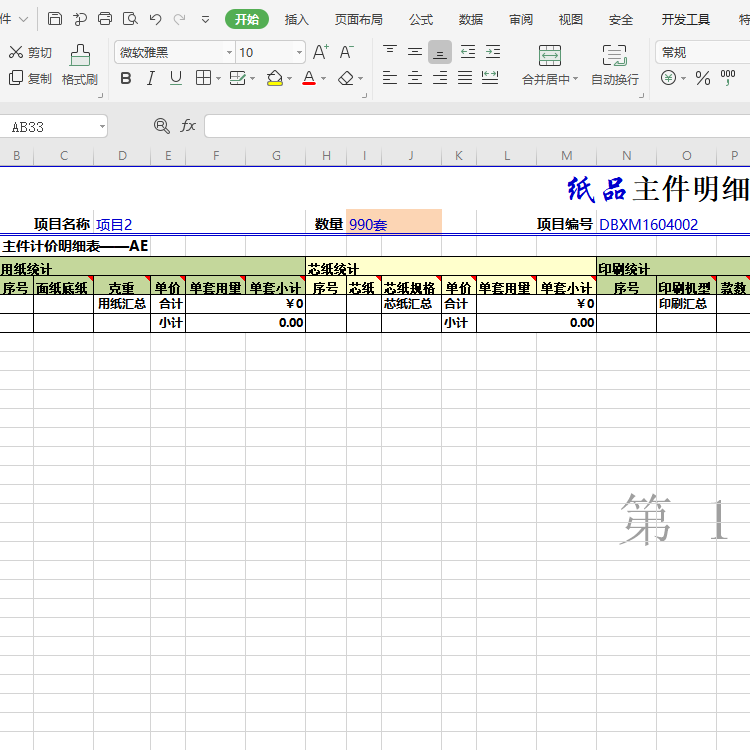 件 开始 插入 页面布局 公式 数据 审阅 视图 安全 开发工具 特
剪切 格式刷 微软雅黑 10 A+ A- 合并居中 自动换行 常规
复制 B I U A ¥ % 000
AB33 fx
B C D E F G H I J K L M N O P
纸品主件明细
项目名称 项目2 数量 990套 项目编号 DBXM1604002
主件计价明细表——AE
用纸统计 芯纸统计 印刷统计
序号 面纸底纸 克重 单价 单套用量 单套小计 序号 芯纸 芯纸规格 单价 单套用量 单套小计 序号 印刷机型 款数
用纸汇总 合计 ¥0 芯纸汇总 合计 ¥0 印刷汇总
小计 0.00 小计 0.00
第 1